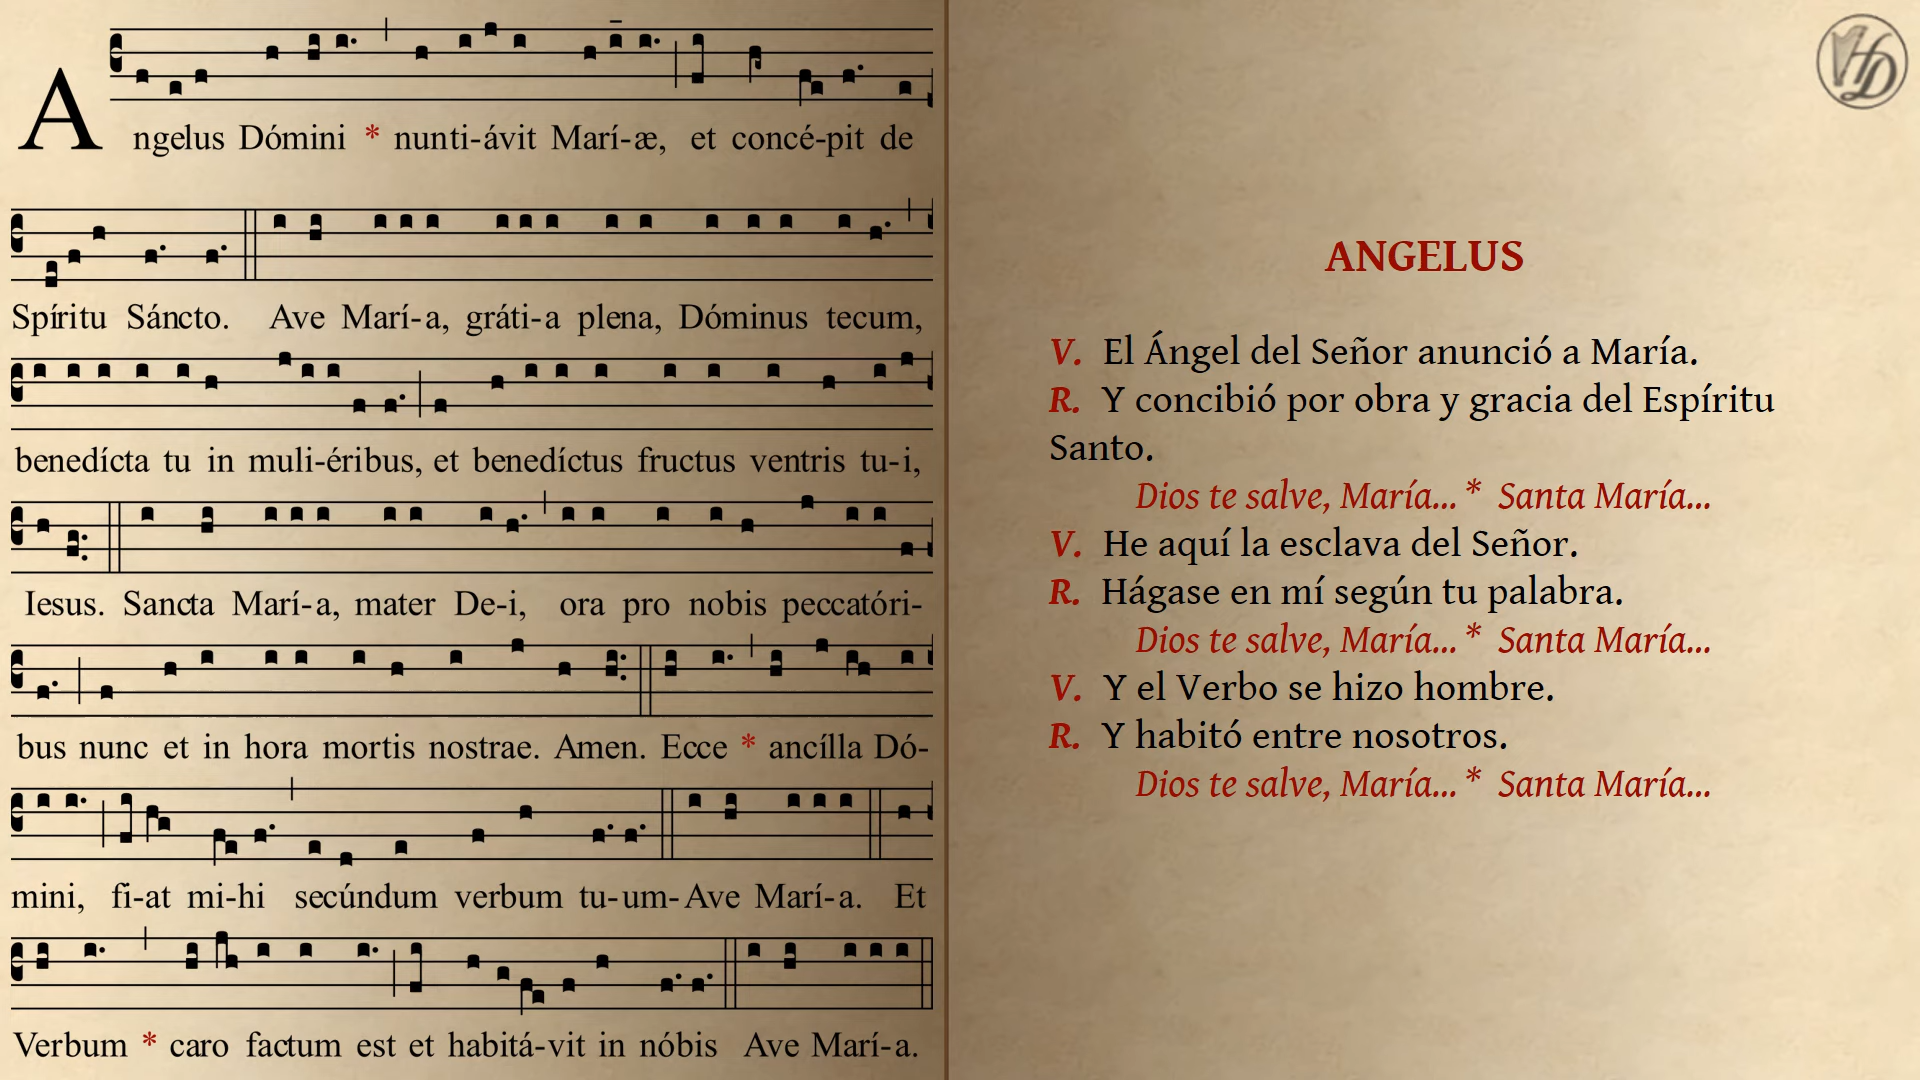 Angelus Dómini * nunti-ávit Marí-æ, et concé-pit de
Spíritu Sáncto. Ave Marí-a, gráti-a plena, Dóminus tecum,
benedícta tu in muli-éribus, et benedíctus fructus ventris tu-i,
Iesus. Sancta Marí-a, mater De-i, ora pro nobis peccatóri-
bus nunc et in hora mortis nostrae. Amen. Ecce * ancílla Dó-
mini, fi-at mi-hi secúndum verbum tu-um-Ave Marí-a. Et
Verbum * caro factum est et habitá-vit in nóbis Ave Marí-a.
HD
ANGELUS
V. El Ángel del Señor anunció a María.
R. Y concibió por obra y gracia del Espíritu
Santo.
Dios te salve, María... * Santa María...
V. He aquí la esclava del Señor.
R. Hágase en mí según tu palabra.
Dios te salve, María... * Santa María...
V. Y el Verbo se hizo hombre.
R. Y habitó entre nosotros.
Dios te salve, María... * Santa María...